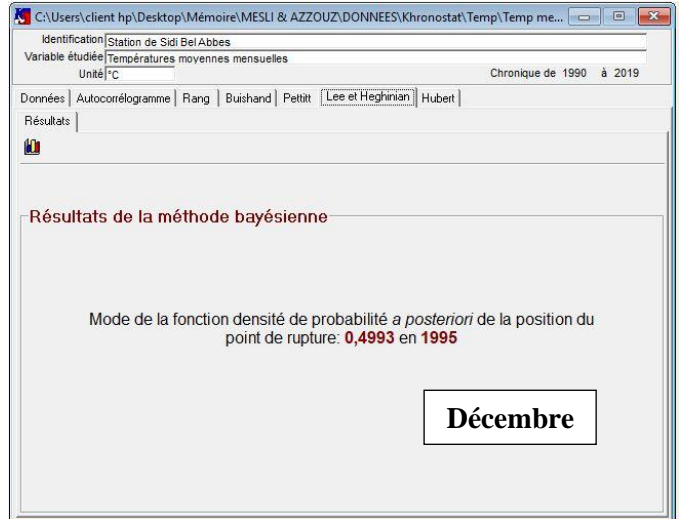 C:\Users\client hp\Desktop\Mémoire\MESLI & AZZOUZ\DONNEES\Khronostat\Temp\Temp me...
Identification Station de Sidi Bel Abbes
Variable étudiée Températures moyennes mensuelles
Unité °C Chronique de 1990 à 2019
Données Autocorrélogramme Rang Buishand Pettitt Lee et Heghinian Hubert
Résultats
Résultats de la méthode bayésienne
Mode de la fonction densité de probabilité a posteriori de la position du
point de rupture: 0,4993 en 1995
Décembre